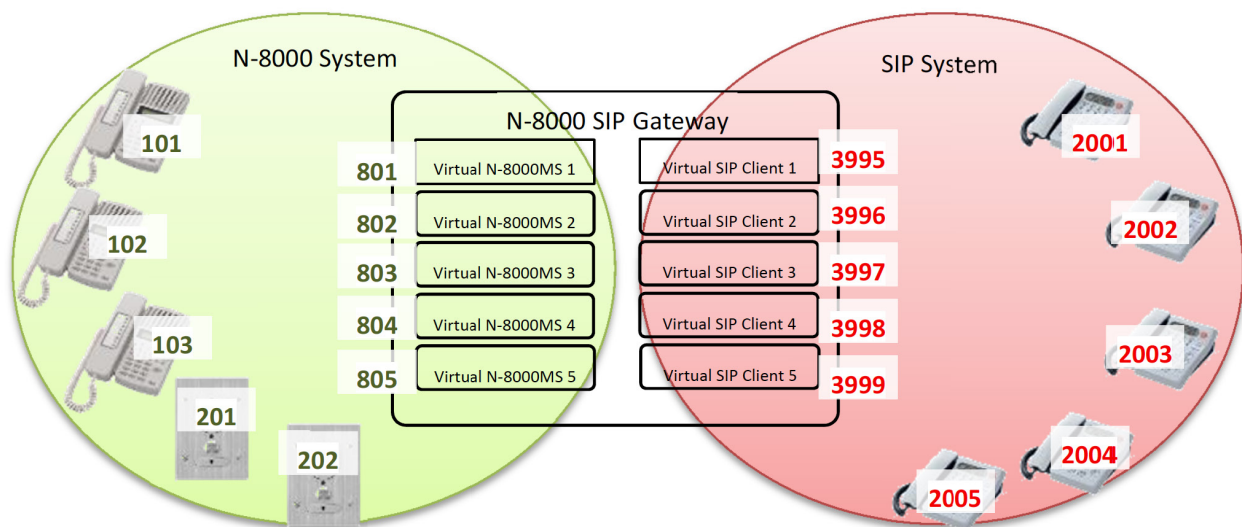 N-8000 System
SIP System
N-8000 SIP Gateway
101
2001
801
Virtual N-8000MS 1
Virtual SIP Client 1
3995
802
Virtual N-8000MS 2
Virtual SIP Client 2
3996
102
2002
803
Virtual N-8000MS 3
Virtual SIP Client 3
3997
804
Virtual N-8000MS 4
Virtual SIP Client 4
3998
103
2003
805
Virtual N-8000MS 5
Virtual SIP Client 5
3999
201
202
2004
2005